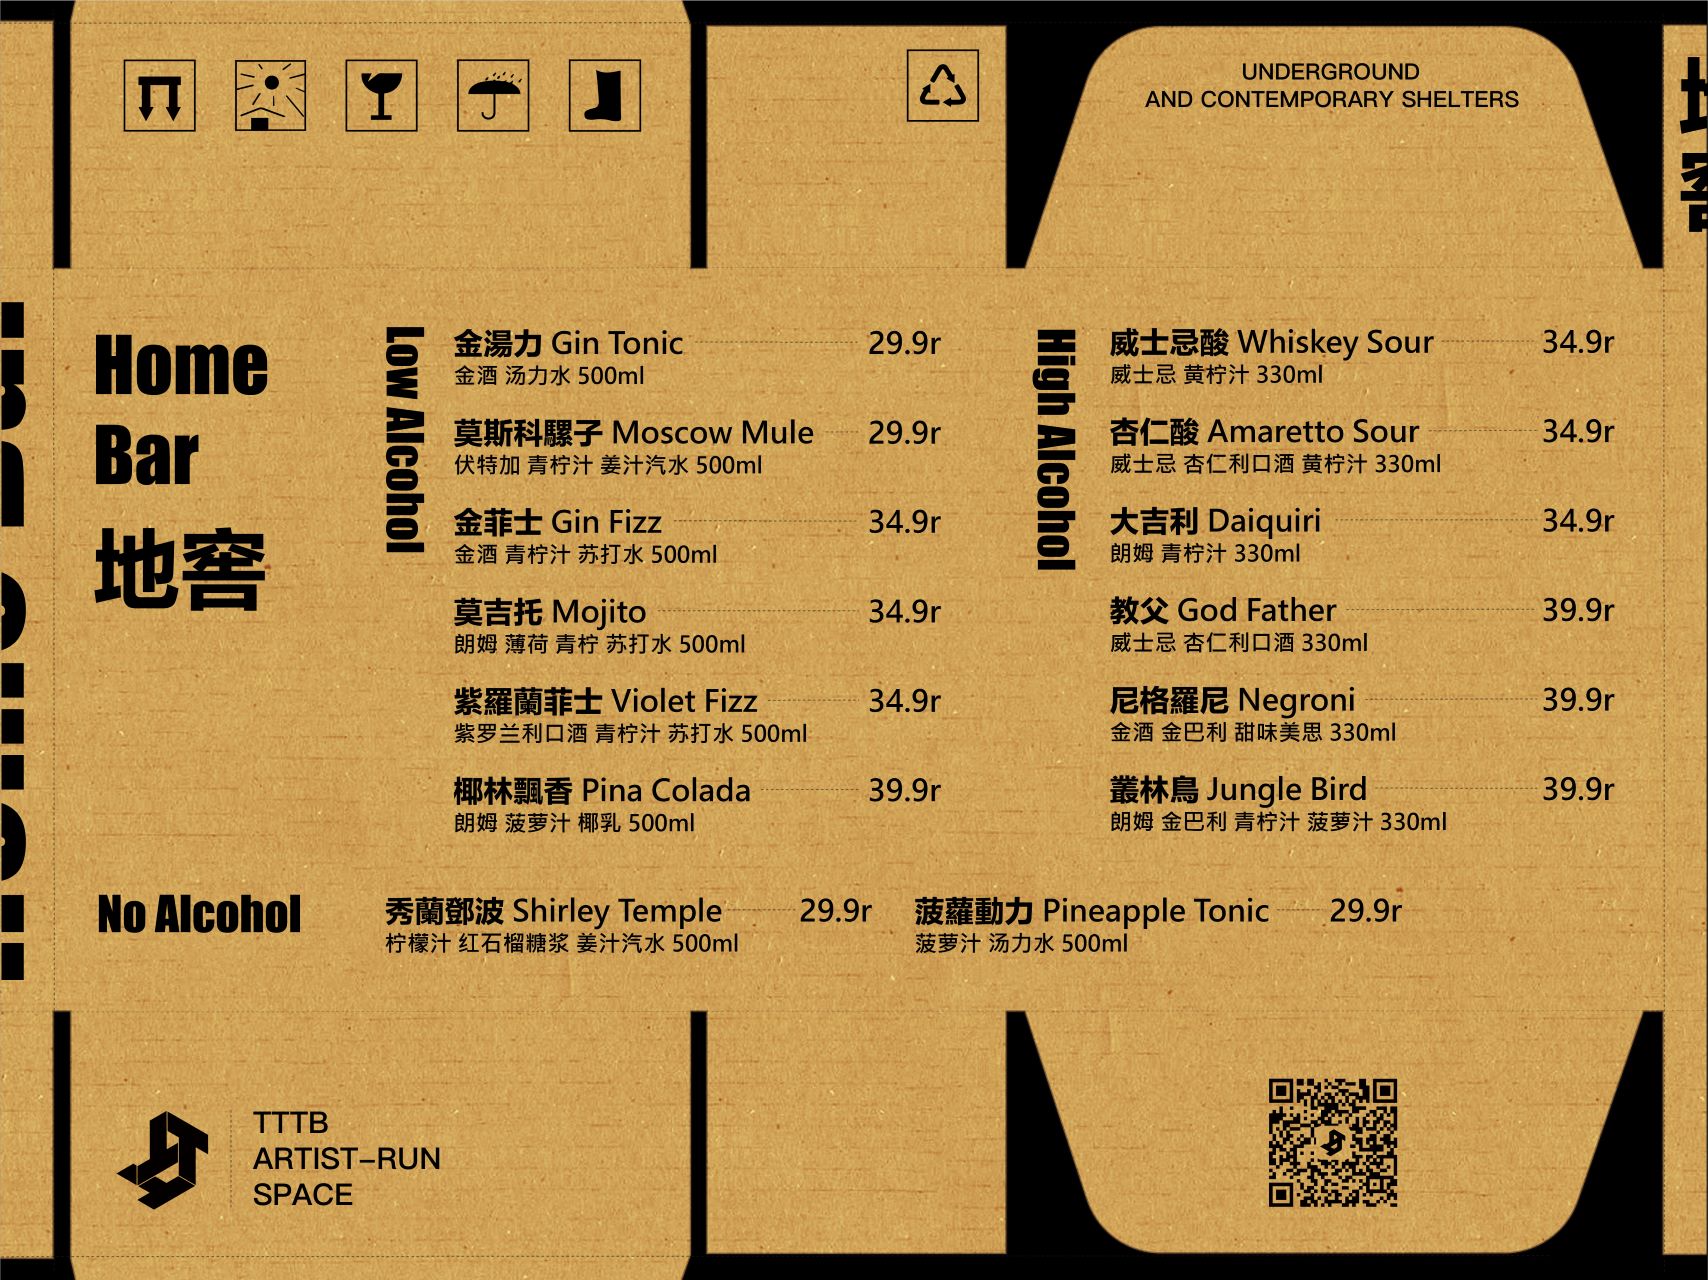 UNDERGROUND
AND CONTEMPORARY SHELTERS
地
窖
Home
Bar
地窖
Low Alcohol
金湯力 Gin Tonic 29.9r
金酒 汤力水 500ml
莫斯科騾子 Moscow Mule 29.9r
伏特加 青柠汁 姜汁汽水 500ml
金菲士 Gin Fizz 34.9r
金酒 青柠汁 苏打水 500ml
莫吉托 Mojito 34.9r
朗姆 薄荷 青柠 苏打水 500ml
紫羅蘭菲士 Violet Fizz 34.9r
紫罗兰利口酒 青柠汁 苏打水 500ml
椰林飄香 Pina Colada 39.9r
朗姆 菠萝汁 椰乳 500ml
High Alcohol
威士忌酸 Whiskey Sour 34.9r
威士忌 黄柠汁 330ml
杏仁酸 Amaretto Sour 34.9r
威士忌 杏仁利口酒 黄柠汁 330ml
大吉利 Daiquiri 34.9r
朗姆 青柠汁 330ml
教父 God Father 39.9r
威士忌 杏仁利口酒 330ml
尼格羅尼 Negroni 39.9r
金酒 金巴利 甜味美思 330ml
叢林鳥 Jungle Bird 39.9r
朗姆 金巴利 青柠汁 菠萝汁 330ml
No Alcohol
秀蘭鄧波 Shirley Temple 29.9r
柠檬汁 红石榴糖浆 姜汁汽水 500ml
菠蘿動力 Pineapple Tonic 29.9r
菠萝汁 汤力水 500ml
TTTB
ARTIST–RUN
SPACE